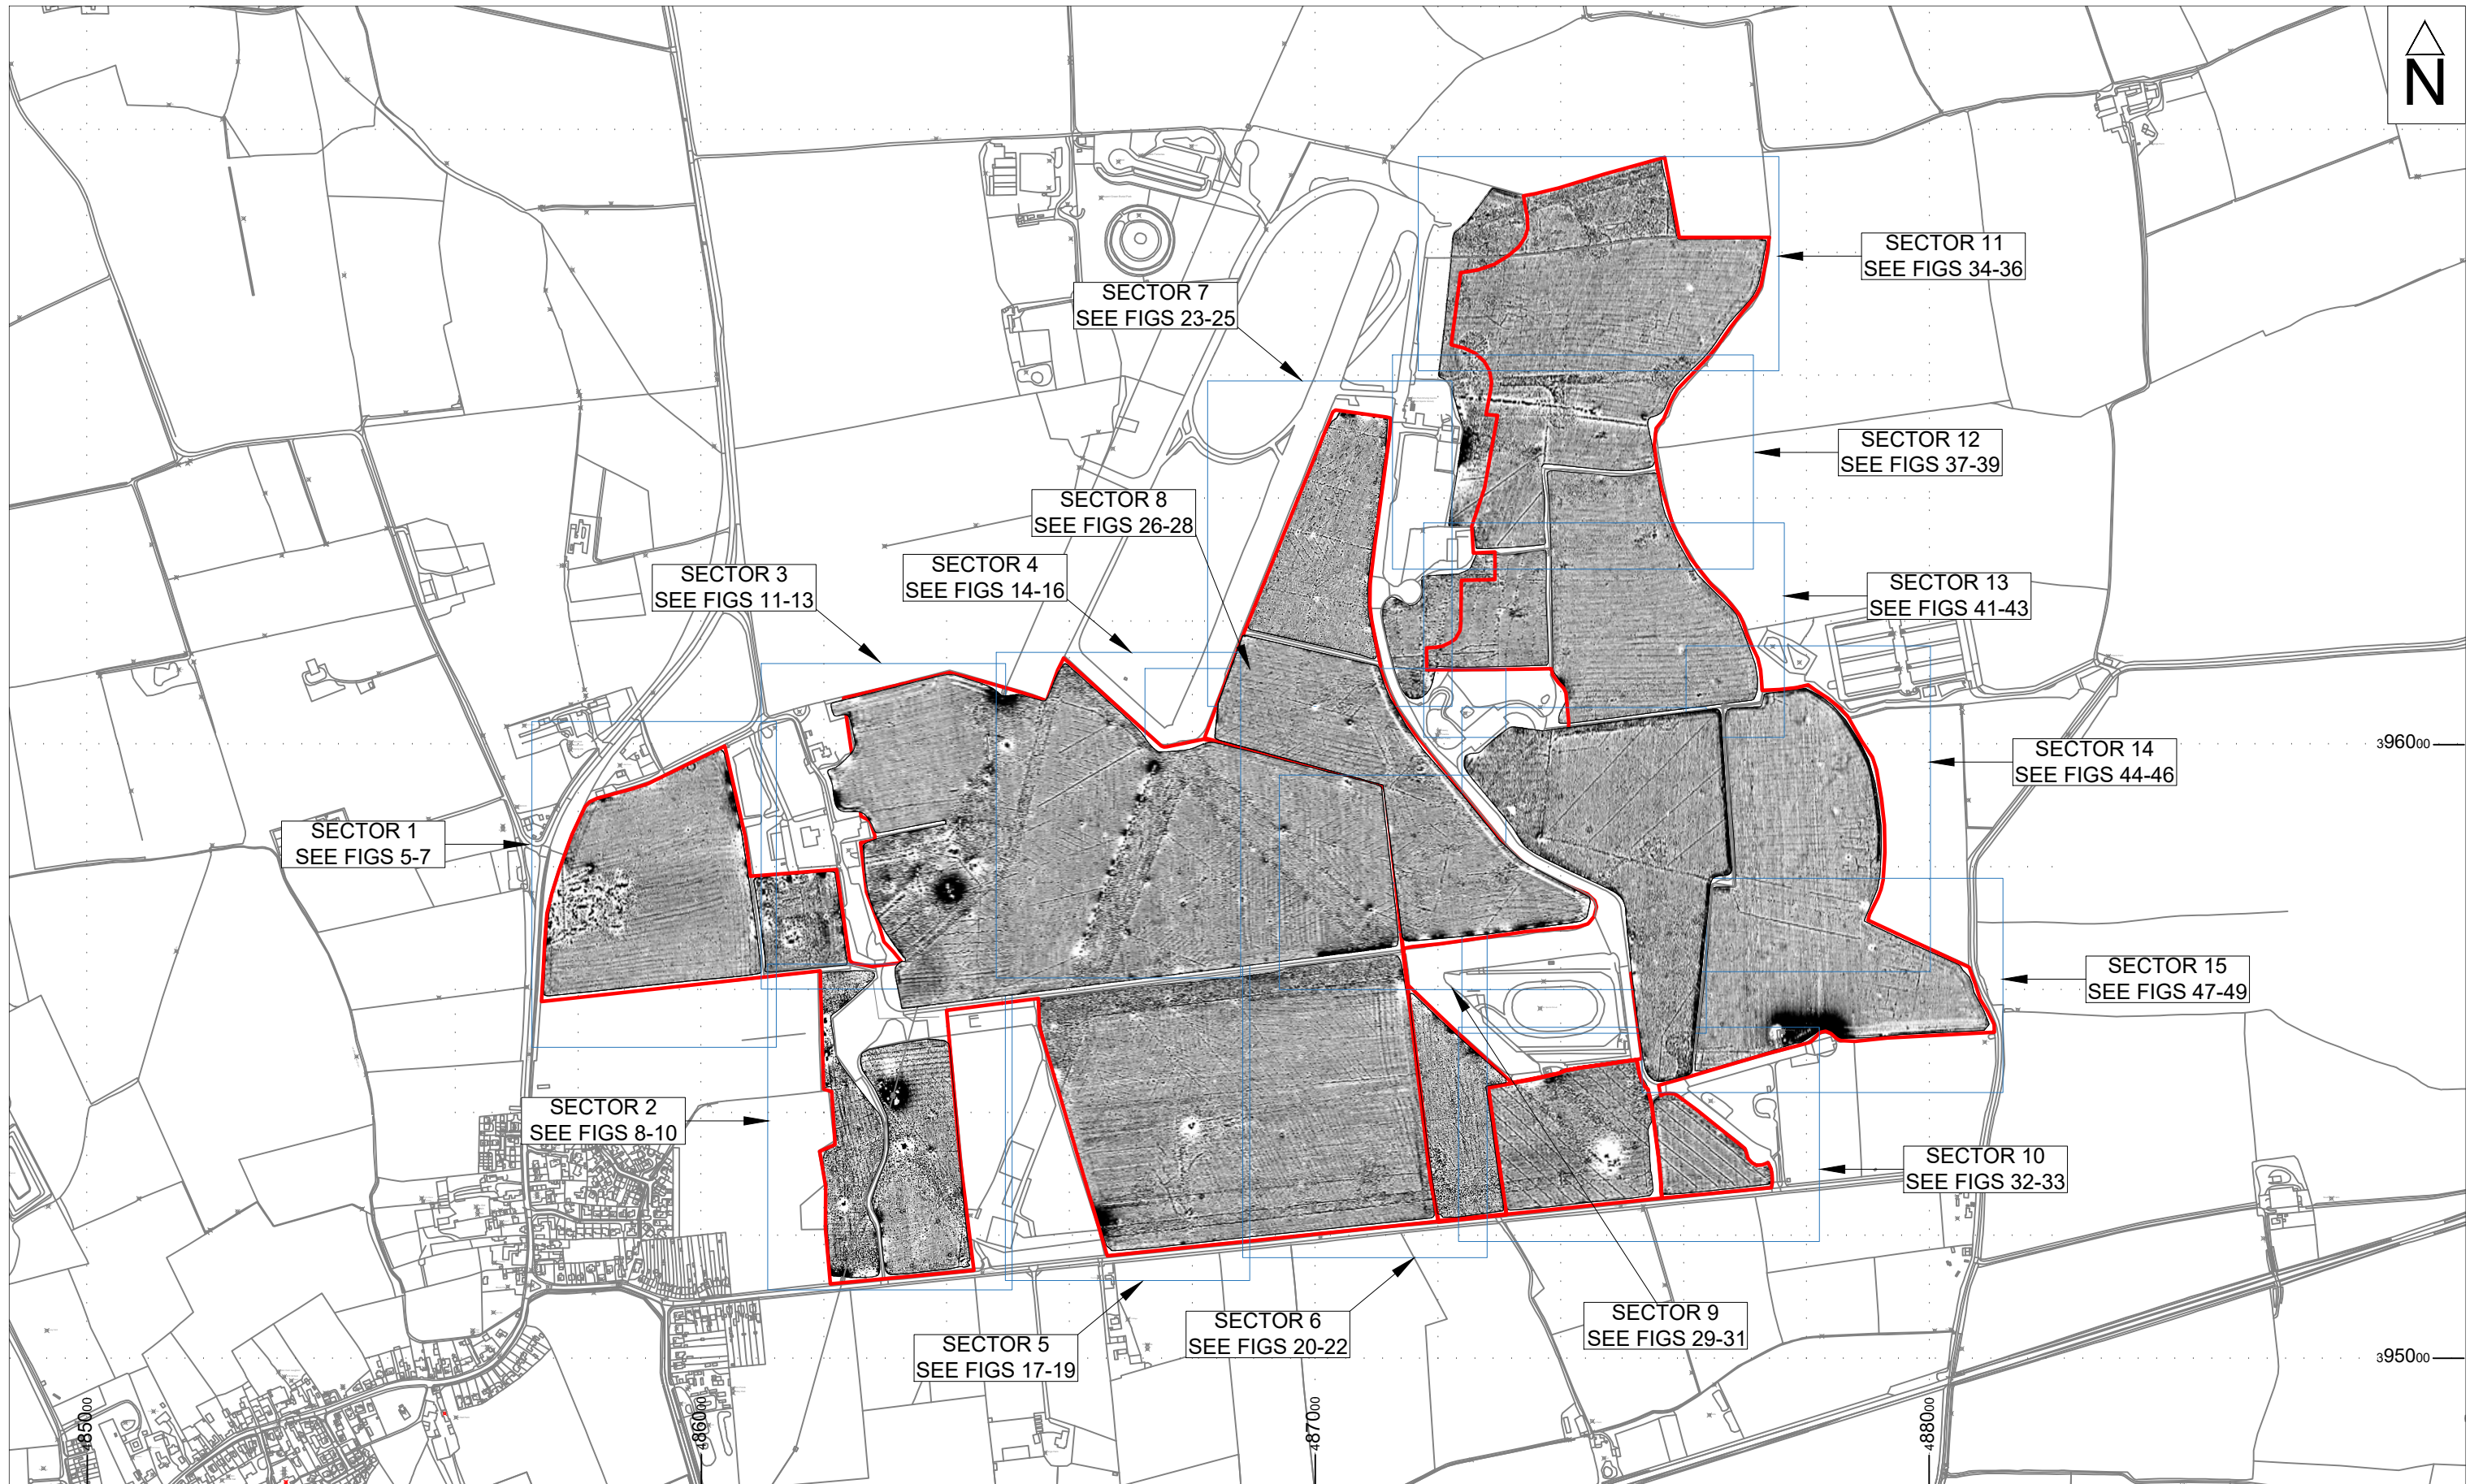 N
SECTOR 11
SEE FIGS 34-36
SECTOR 7
SEE FIGS 23-25
SECTOR 12
SEE FIGS 37-39
SECTOR 8
SEE FIGS 26-28
SECTOR 4
SEE FIGS 14-16
SECTOR 3
SEE FIGS 11-13
SECTOR 13
SEE FIGS 41-43
396000
SECTOR 14
SEE FIGS 44-46
SECTOR 1
SEE FIGS 5-7
SECTOR 15
SEE FIGS 47-49
SECTOR 2
SEE FIGS 8-10
SECTOR 10
SEE FIGS 32-33
SECTOR 9
SEE FIGS 29-31
SECTOR 6
SEE FIGS 20-22
SECTOR 5
SEE FIGS 17-19
395000
485000
486000
487000
488000